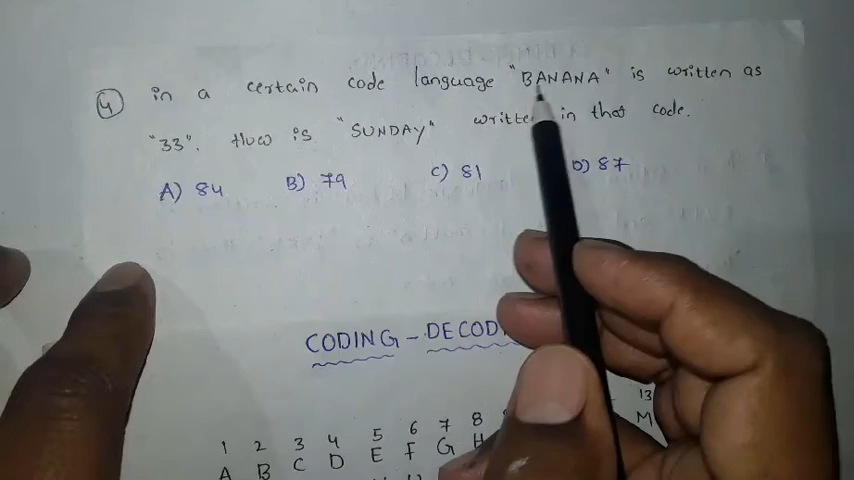 4 in a certain code language "BANANA" is written as
"33". How is "SUNDAY" written in that code.
A) 84 B) 79 C) 81 D) 87
CODING - DECOD
1 2 3 4 5 6 7 8 13
A B C D E F G H M